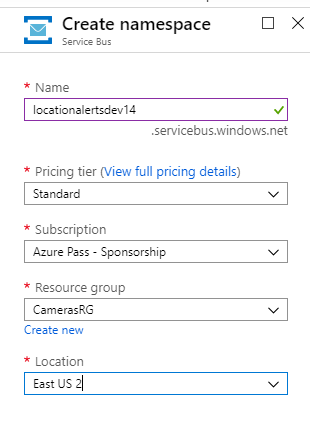 Create namespace
Service Bus
* Name
locationalertsdev14
.servicebus.windows.net
* Pricing tier (View full pricing details)
Standard
* Subscription
Azure Pass - Sponsorship
* Resource group
CamerasRG
Create new
* Location
East US 2